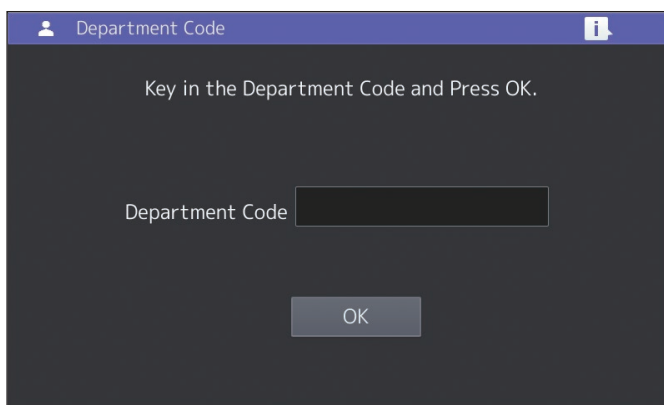 Department Code
i
Key in the Department Code and Press OK.
Department Code
OK